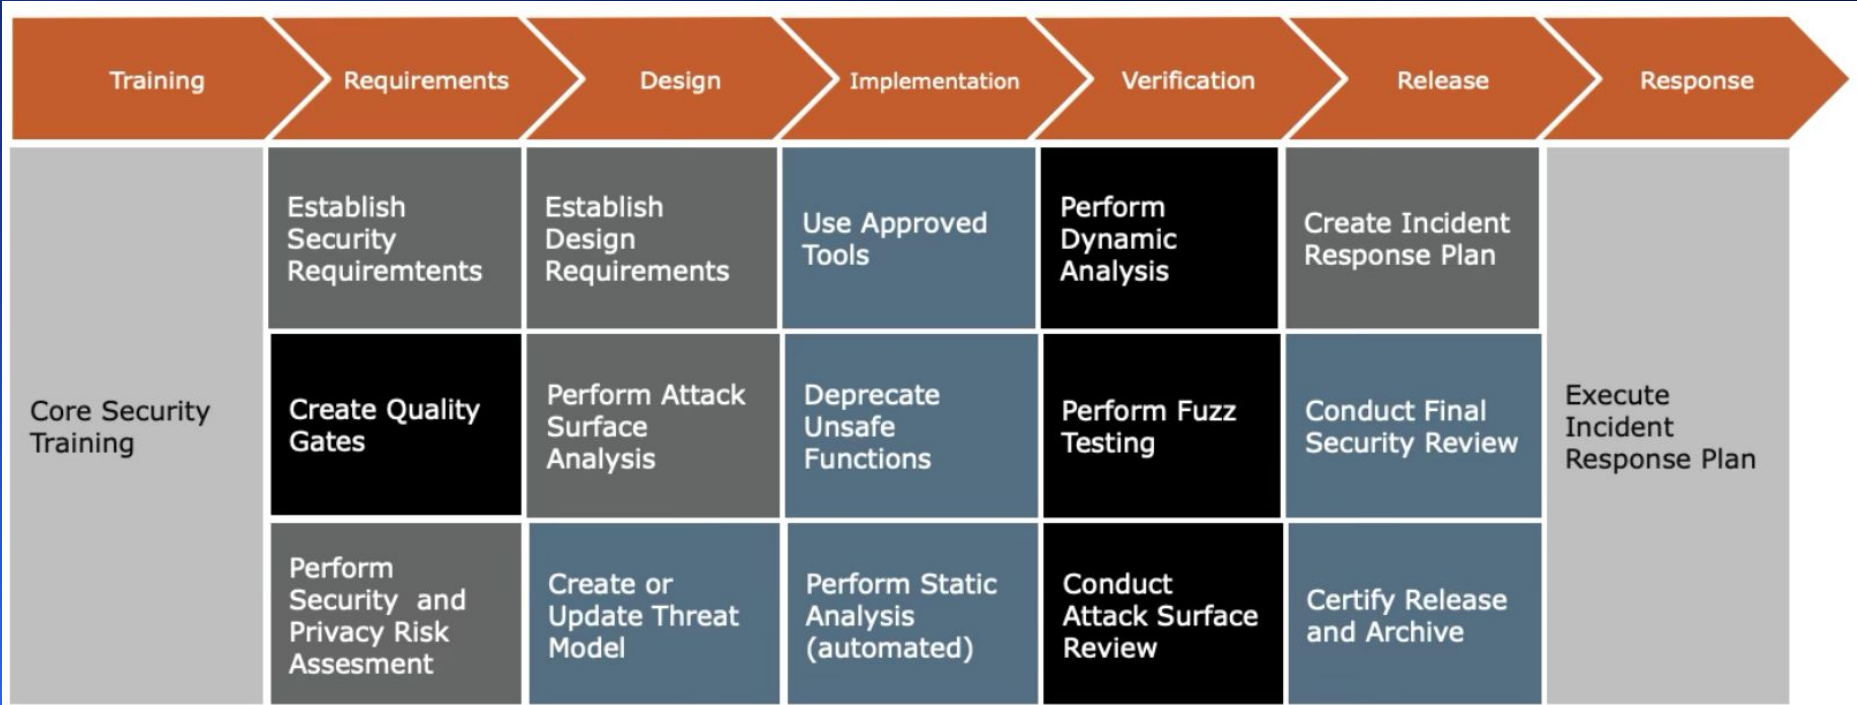 Training
Requirements
Design
Implementation
Verification
Release
Response
Core Security
Training
Establish
Security
Requiremtents
Create Quality
Gates
Perform
Security and
Privacy Risk
Assesment
Establish
Design
Requirements
Perform Attack
Surface
Analysis
Create or
Update Threat
Model
Use Approved
Tools
Deprecate
Unsafe
Functions
Perform Static
Analysis
(automated)
Perform
Dynamic
Analysis
Perform Fuzz
Testing
Conduct
Attack Surface
Review
Create Incident
Response Plan
Conduct Final
Security Review
Certify Release
and Archive
Execute
Incident
Response Plan